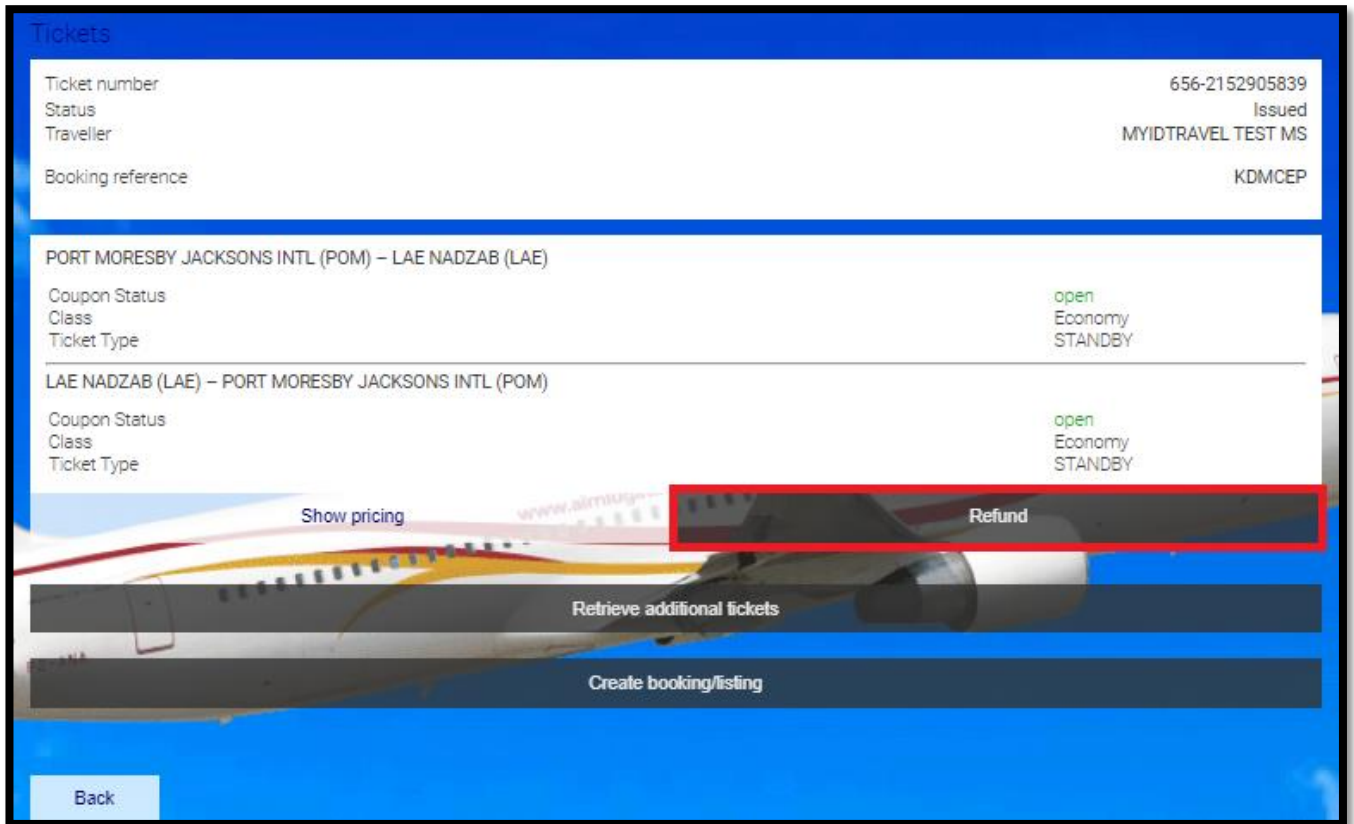 Tickets
Ticket number 656-2152905839
Status Issued
Traveller MYIDTRAVEL TEST MS
Booking reference KDMCEP
PORT MORESBY JACKSONS INTL (POM) – LAE NADZAB (LAE)
Coupon Status open
Class Economy
Ticket Type STANDBY
LAE NADZAB (LAE) – PORT MORESBY JACKSONS INTL (POM)
Coupon Status open
Class Economy
Ticket Type STANDBY
Show pricing Refund
Retrieve additional tickets
Create booking/listing
Back